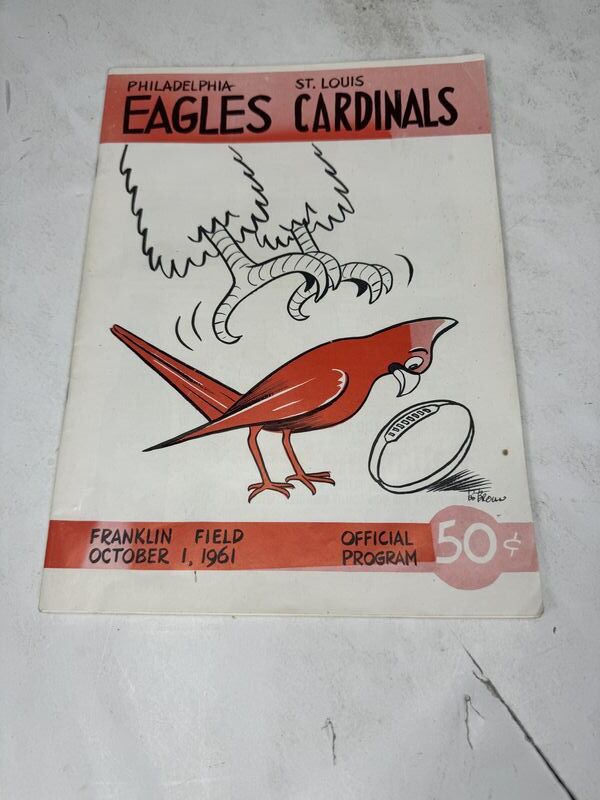 PHILADELPHIA ST. LOUIS
EAGLES CARDINALS
FRANKLIN FIELD
OCTOBER 1, 1961
OFFICIAL
PROGRAM
50¢